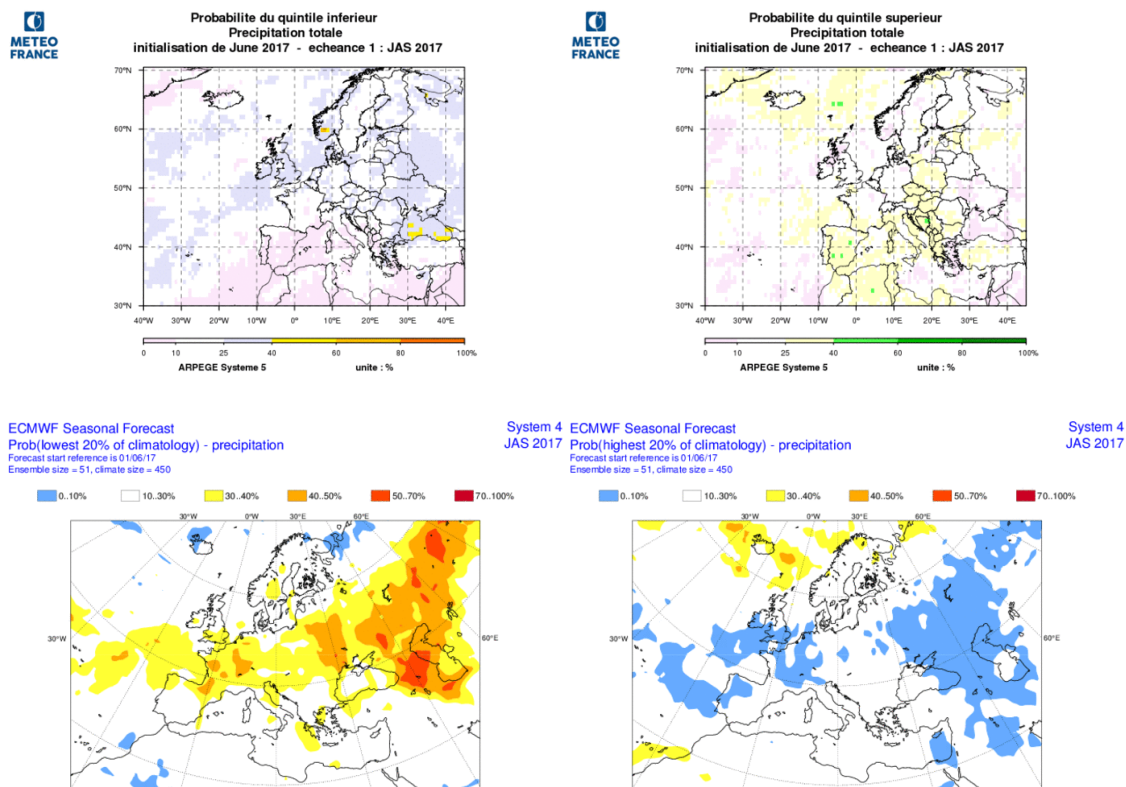 METEO
FRANCE
Probabilite du quintile inferieur
Precipitation totale
initialisation de June 2017 - echeance 1 : JAS 2017
70°N
60°N
50°N
40°N
30°N
40°W 30°W 20°W 10°W 0° 10°E 20°E 30°E 40°E
0 10 25 40 60 80 100%
ARPEGE Systeme 5 unite : %
METEO
FRANCE
Probabilite du quintile superieur
Precipitation totale
initialisation de June 2017 - echeance 1 : JAS 2017
70°N
60°N
50°N
40°N
30°N
40°W 30°W 20°W 10°W 0° 10°E 20°E 30°E 40°E
0 10 25 40 60 80 100%
ARPEGE Systeme 5 unite : %
ECMWF Seasonal Forecast System 4
Prob(lowest 20% of climatology) - precipitation JAS 2017
Forecast start reference is 01/06/17
Ensemble size = 51, climate size = 450
0..10% 10..30% 30..40% 40..50% 50..70% 70..100%
30°W 0°W 30°E 60°E
30°W 60°E
ECMWF Seasonal Forecast System 4
Prob(highest 20% of climatology) - precipitation JAS 2017
Forecast start reference is 01/06/17
Ensemble size = 51, climate size = 450
0..10% 10..30% 30..40% 40..50% 50..70% 70..100%
30°W 0°W 30°E 60°E
30°W 60°E